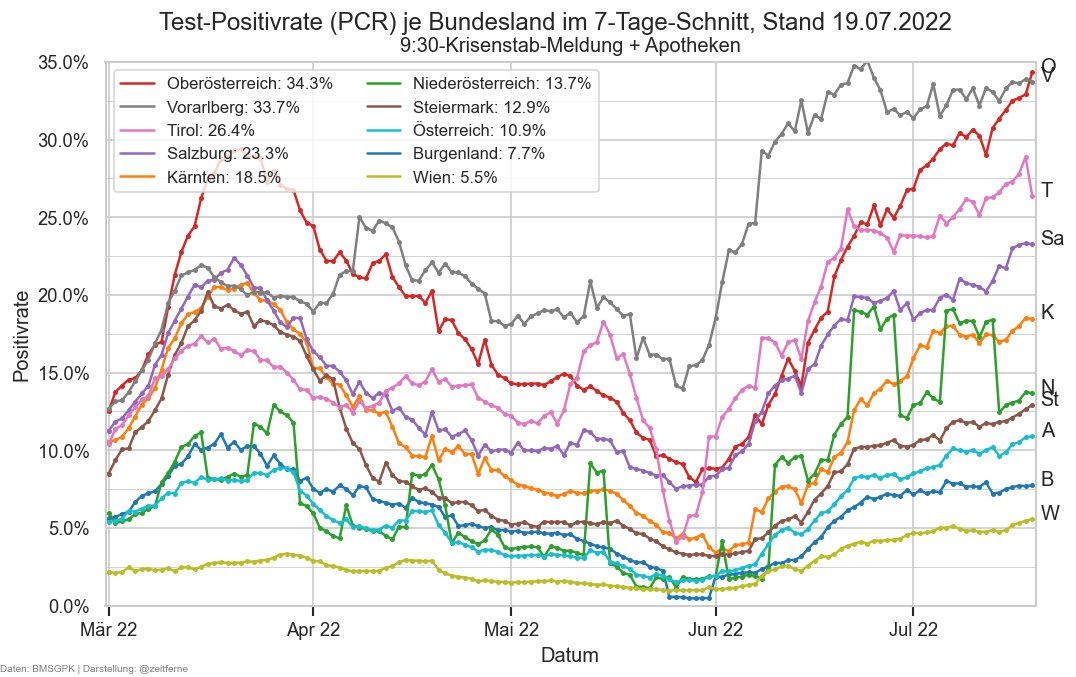 Test-Positivrate (PCR) je Bundesland im 7-Tage-Schnitt, Stand 19.07.2022
9:30-Krisenstab-Meldung + Apotheken
Oberösterreich: 34.3%
Vorarlberg: 33.7%
Tirol: 26.4%
Salzburg: 23.3%
Kärnten: 18.5%
Niederösterreich: 13.7%
Steiermark: 12.9%
Österreich: 10.9%
Burgenland: 7.7%
Wien: 5.5%
Positivrate
35.0%
30.0%
25.0%
20.0%
15.0%
10.0%
5.0%
0.0%
O
V
T
Sa
K
N
St
A
B
W
Mär 22
Apr 22
Mai 22
Jun 22
Jul 22
Datum
Daten: BMSGPK | Darstellung: @zeitferne